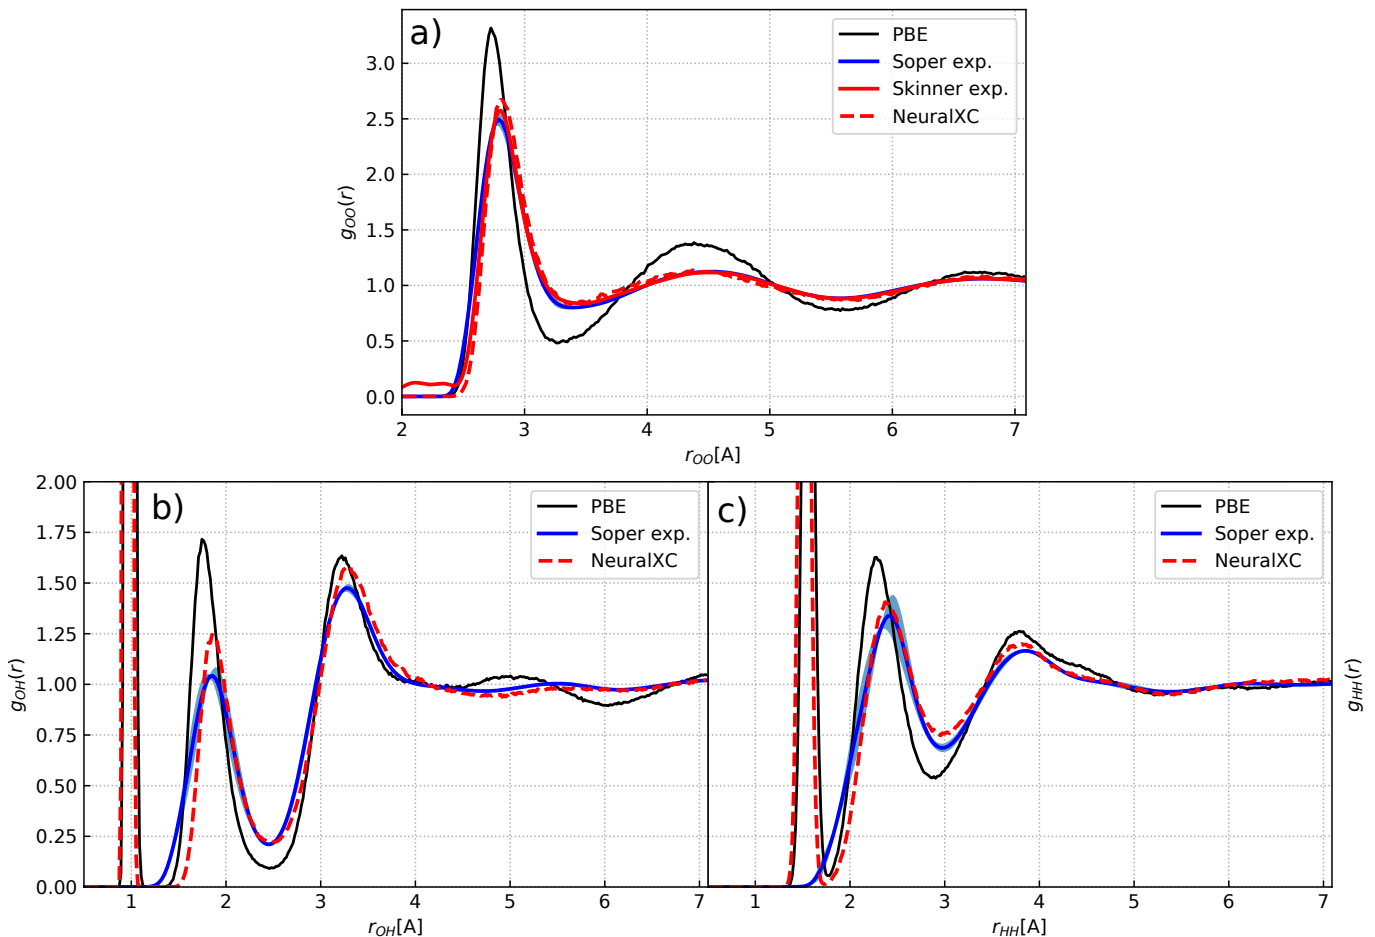 a)
PBE
Soper exp.
Skinner exp.
NeuralXC
3.0
2.5
2.0
1.5
1.0
0.5
0.0
g_OO(r)
2 3 4 5 6 7
r_OO[A]
b)
PBE
Soper exp.
NeuralXC
2.00
1.75
1.50
1.25
1.00
0.75
0.50
0.25
0.00
g_OH(r)
1 2 3 4 5 6 7
r_OH[A]
c)
PBE
Soper exp.
NeuralXC
g_HH(r)
1 2 3 4 5 6 7
r_HH[A]